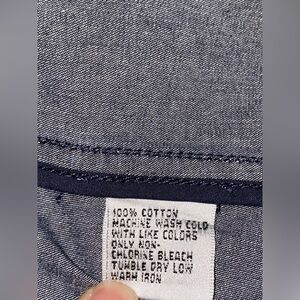 100% COTTON
MACHINE WASH COLD
WITH LIKE COLORS
ONLY NON-
CHLORINE BLEACH
TUMBLE DRY LOW
WARM IRON